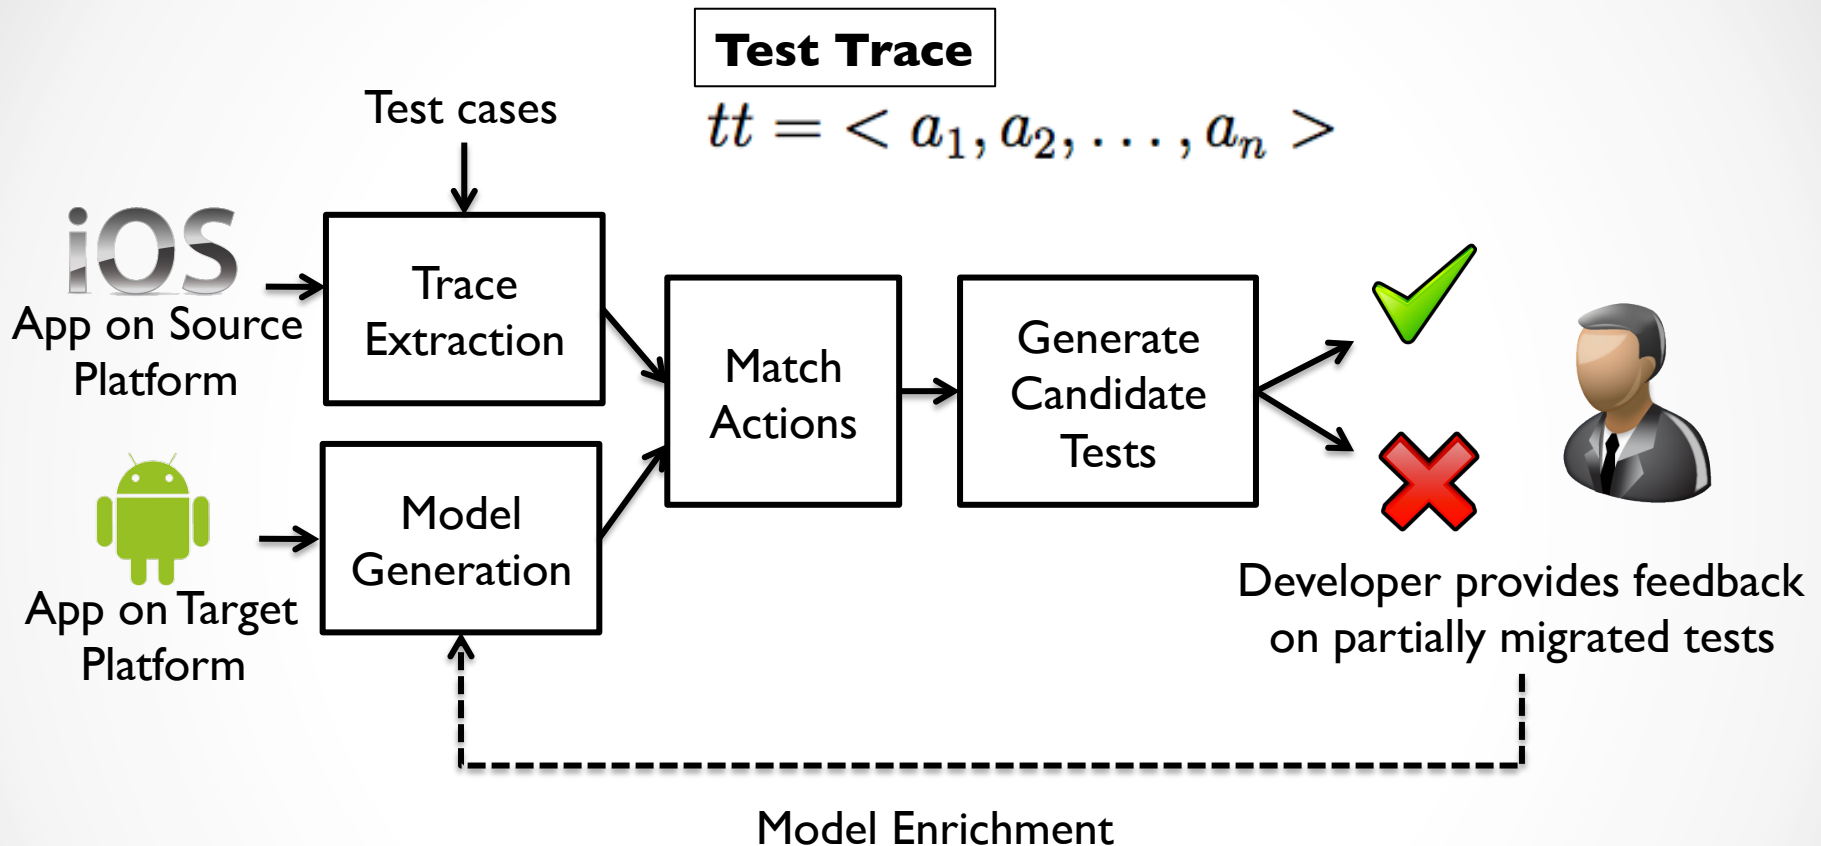 Test Trace
tt = < a₁, a₂, . . . , aₙ >
Test cases
iOS
App on Source
Platform
Trace
Extraction
Match
Actions
Generate
Candidate
Tests
Model
Generation
App on Target
Platform
Developer provides feedback
on partially migrated tests
Model Enrichment